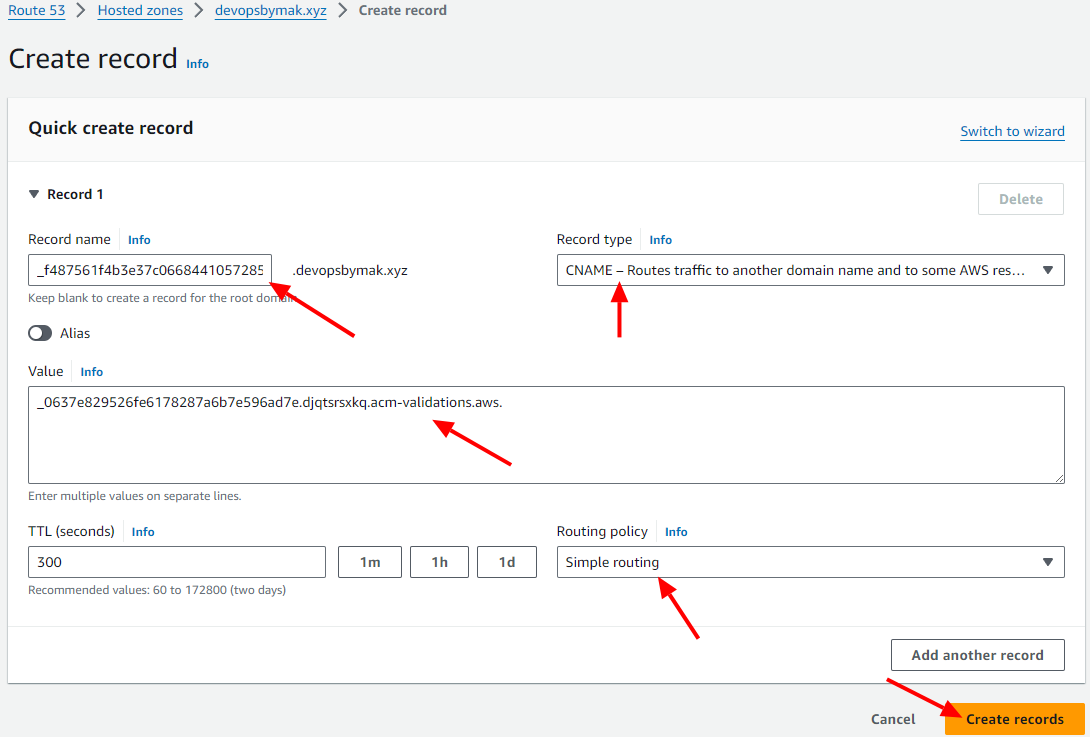 Route 53 > Hosted zones > devopsbymak.xyz > Create record
Create record Info
Quick create record
Switch to wizard
Record 1
Delete
Record name Info
Record type Info
_f487561f4b3e37c0668441057285 .devopsbymak.xyz
CNAME – Routes traffic to another domain name and to some AWS res...
Keep blank to create a record for the root domain.
Alias
Value Info
_0637e829526fe6178287a6b7e596ad7e.djqtsrsxkq.acm-validations.aws.
Enter multiple values on separate lines.
TTL (seconds) Info
Routing policy Info
300 1m 1h 1d
Simple routing
Recommended values: 60 to 172800 (two days)
Add another record
Cancel Create records